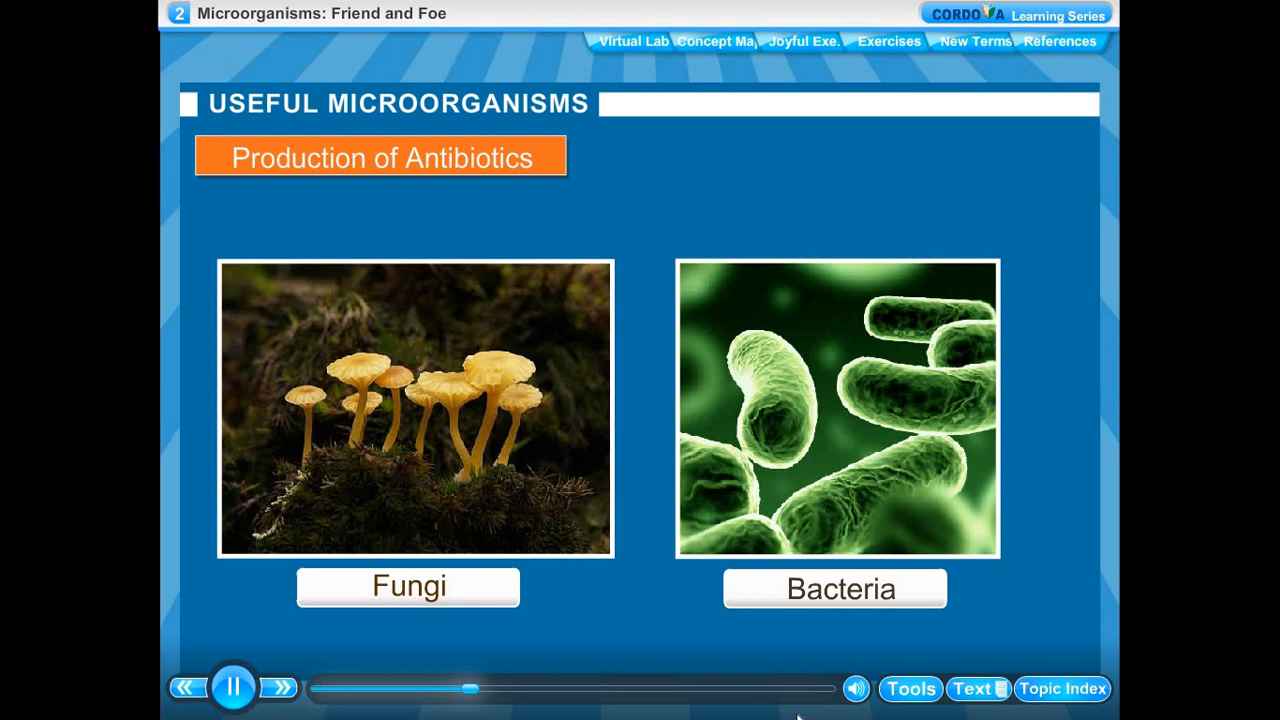 2 Microorganisms: Friend and Foe
CORDOVA Learning Series
Virtual Lab Concept Ma Joyful Exe. Exercises New Terms References
USEFUL MICROORGANISMS
Production of Antibiotics
Fungi
Bacteria
Tools Text Topic Index